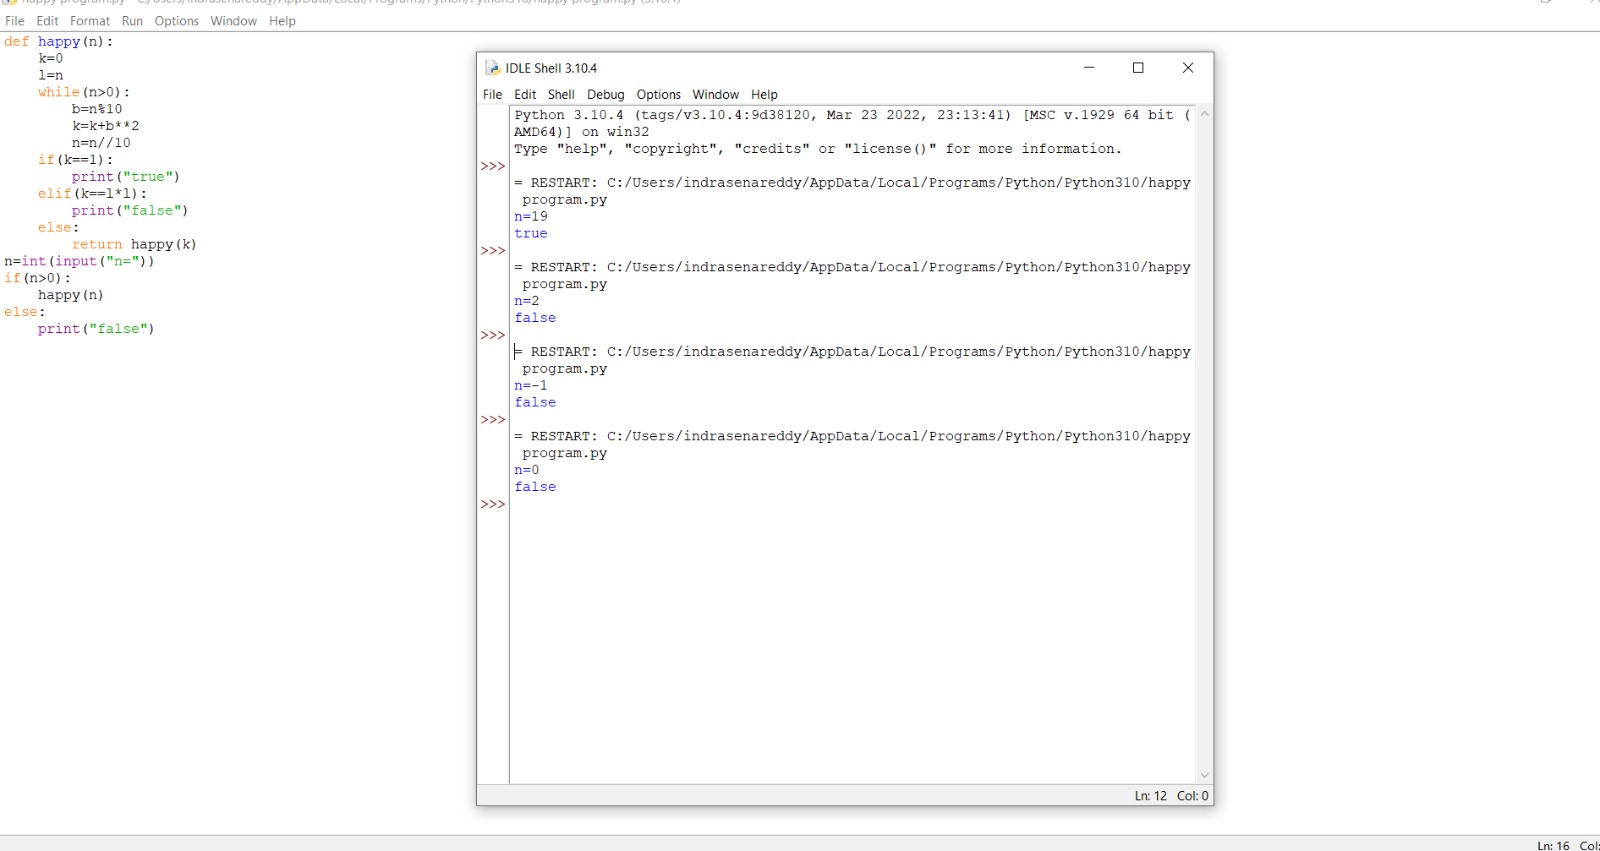 happy program.py - C:/Users/indrasenareddy/AppData/Local/Programs/Python/Python310/happy program.py (3.10.4)
File Edit Format Run Options Window Help
def happy(n):
    k=0
    l=n
    while(n>0):
        b=n%10
        k=k+b**2
        n=n//10
    if(k==1):
        print("true")
    elif(k==l*l):
        print("false")
    else:
        return happy(k)
n=int(input("n="))
if(n>0):
    happy(n)
else:
    print("false")
IDLE Shell 3.10.4
File Edit Shell Debug Options Window Help
Python 3.10.4 (tags/v3.10.4:9d38120, Mar 23 2022, 23:13:41) [MSC v.1929 64 bit (
AMD64)] on win32
Type "help", "copyright", "credits" or "license()" for more information.
>>>
= RESTART: C:/Users/indrasenareddy/AppData/Local/Programs/Python/Python310/happy
 program.py
n=19
true
>>>
= RESTART: C:/Users/indrasenareddy/AppData/Local/Programs/Python/Python310/happy
 program.py
n=2
false
>>>
= RESTART: C:/Users/indrasenareddy/AppData/Local/Programs/Python/Python310/happy
 program.py
n=-1
false
>>>
= RESTART: C:/Users/indrasenareddy/AppData/Local/Programs/Python/Python310/happy
 program.py
n=0
false
>>>
Ln: 12 Col: 0
Ln: 16 Col: